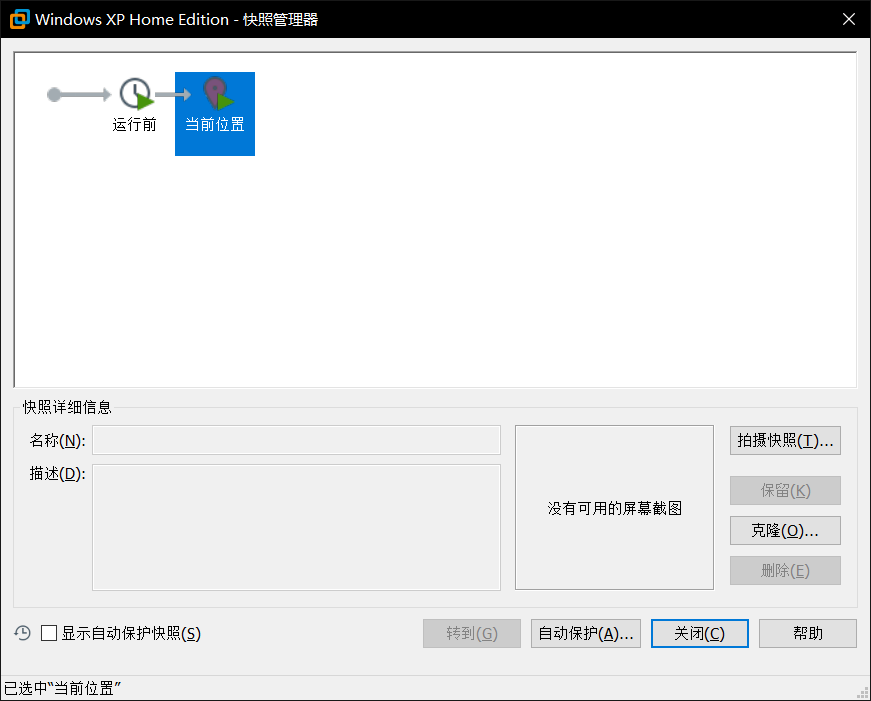 Windows XP Home Edition - 快照管理器
运行前
当前位置
快照详细信息
名称(N):
描述(D):
没有可用的屏幕截图
拍摄快照(T)...
保留(K)
克隆(O)...
删除(E)
显示自动保护快照(S)
转到(G)
自动保护(A)...
关闭(C)
帮助
已选中“当前位置”